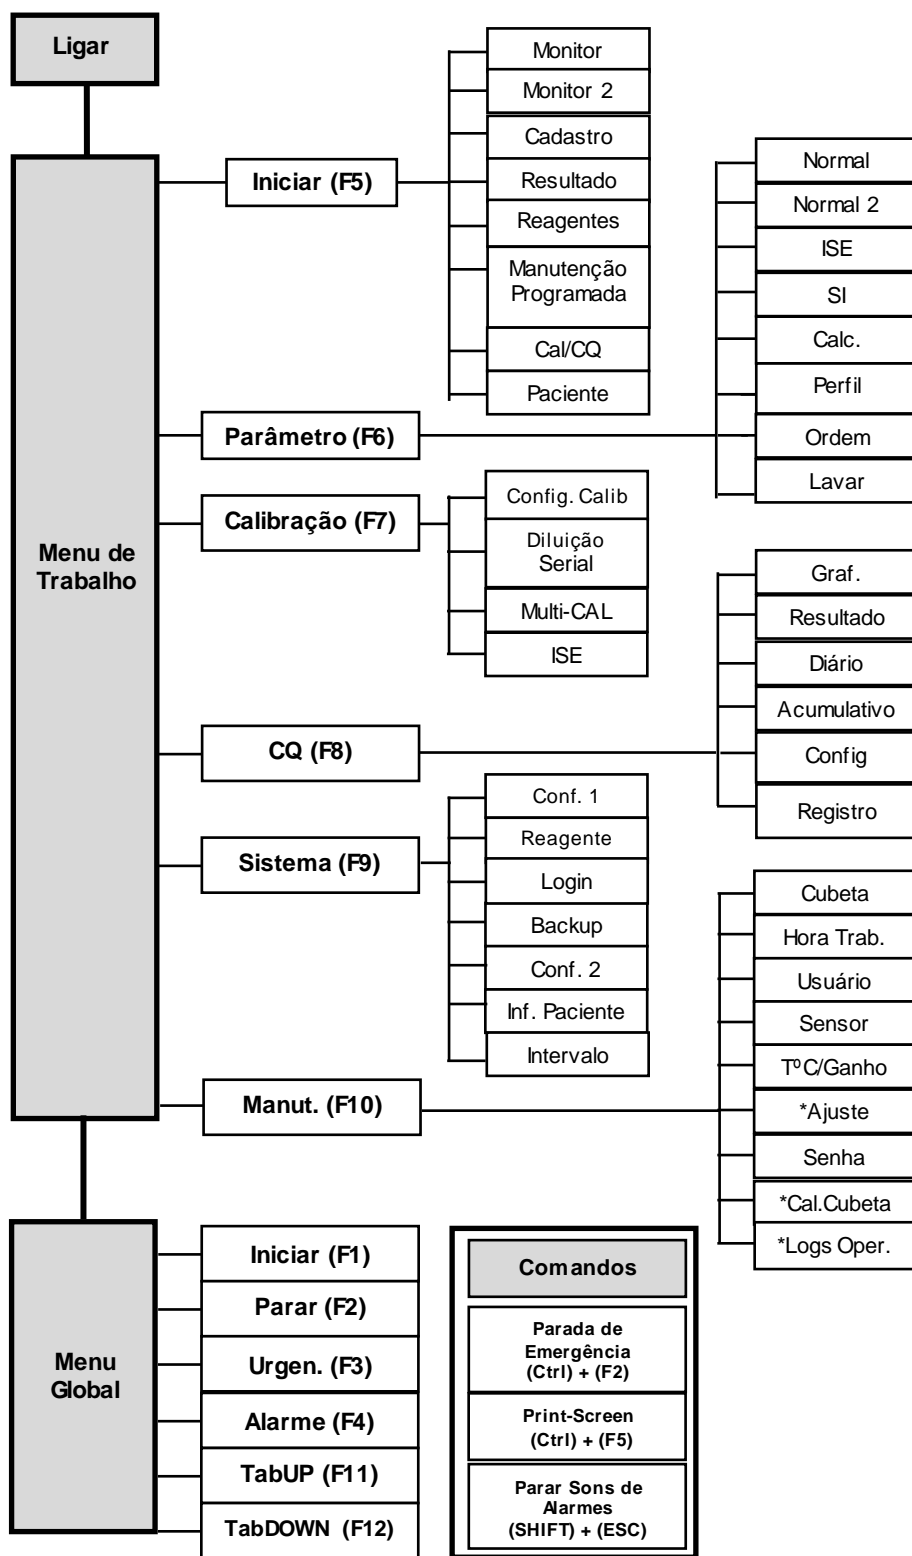 Ligar
Menu de
Trabalho
Iniciar (F5)
Monitor
Monitor 2
Cadastro
Resultado
Reagentes
Manutenção
Programada
Cal/CQ
Paciente
Parâmetro (F6)
Normal
Normal 2
ISE
SI
Calc.
Perfil
Ordem
Lavar
Calibração (F7)
Config. Calib
Diluição
Serial
Multi-CAL
ISE
CQ (F8)
Graf.
Resultado
Diário
Acumulativo
Config
Registro
Sistema (F9)
Conf. 1
Reagente
Login
Backup
Conf. 2
Inf. Paciente
Intervalo
Manut. (F10)
Cubeta
Hora Trab.
Usuário
Sensor
TºC/Ganho
*Ajuste
Senha
*Cal.Cubeta
*Logs Oper.
Menu
Global
Iniciar (F1)
Parar (F2)
Urgen. (F3)
Alarme (F4)
TabUP (F11)
TabDOWN (F12)
Comandos
Parada de
Emergência
(Ctrl) + (F2)
Print-Screen
(Ctrl) + (F5)
Parar Sons de
Alarmes
(SHIFT) + (ESC)